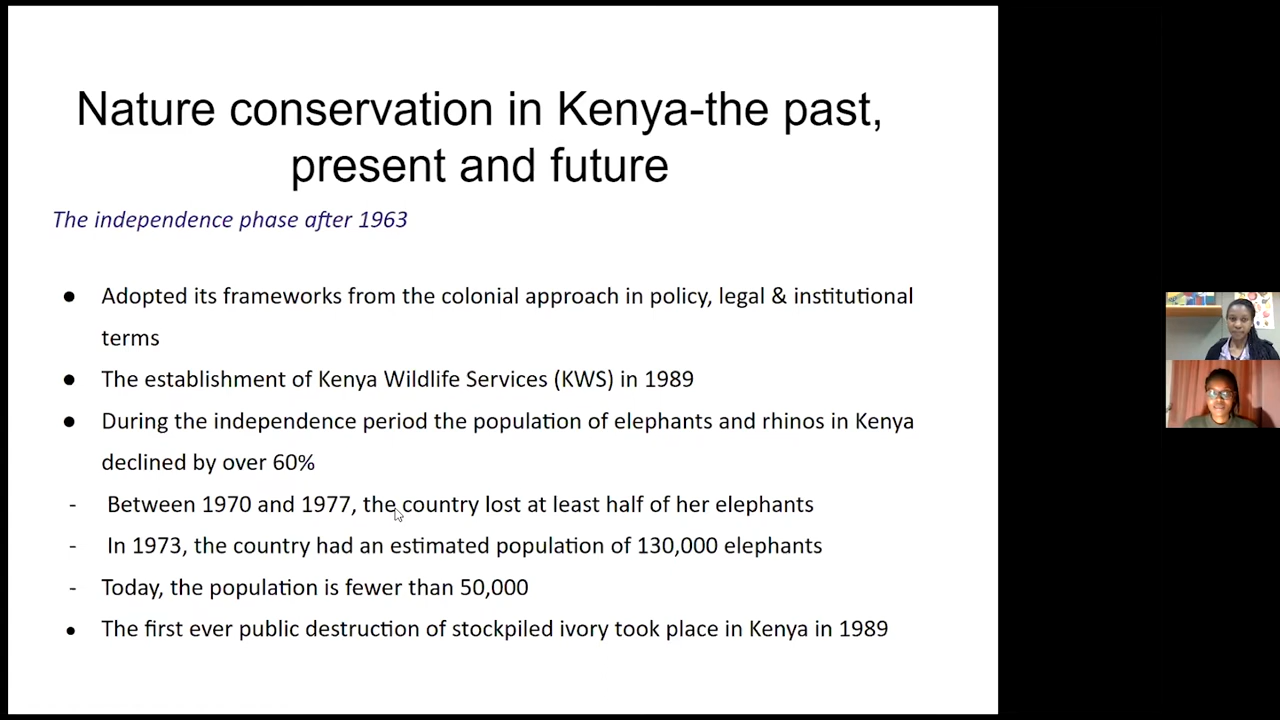 Nature conservation in Kenya-the past,
present and future
The independence phase after 1963
● Adopted its frameworks from the colonial approach in policy, legal & institutional
terms
● The establishment of Kenya Wildlife Services (KWS) in 1989
● During the independence period the population of elephants and rhinos in Kenya
declined by over 60%
- Between 1970 and 1977, the country lost at least half of her elephants
- In 1973, the country had an estimated population of 130,000 elephants
- Today, the population is fewer than 50,000
● The first ever public destruction of stockpiled ivory took place in Kenya in 1989